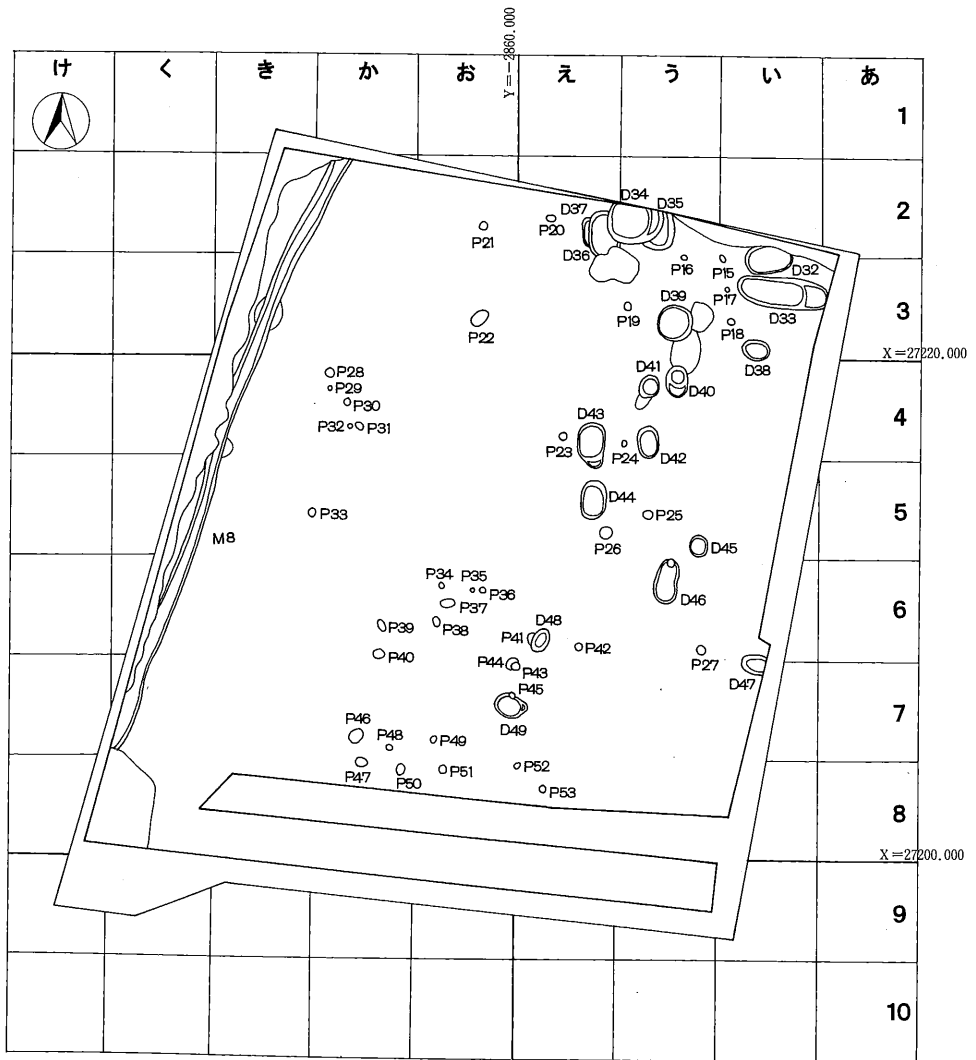 Y=-2860.000
け く き か お え う い あ
1
2
D34
D35
D37
P20
P21
D36
P16
P15
D32
P17
D33
3
D39
P19
P18
P22
D38
X=27220.000
P28
D41
P29
D40
P30
4
P32
P31
D43
P23
P24
D42
D44
5
P33
P25
M8
P26
D45
P34
P35
P36
D46
P37
6
P39
P38
D48
P41
P42
P40
P44
P43
P27
D47
P45
7
P46
P48
P49
D49
P47
P50
P51
P52
P53
8
X=27200.000
9
10